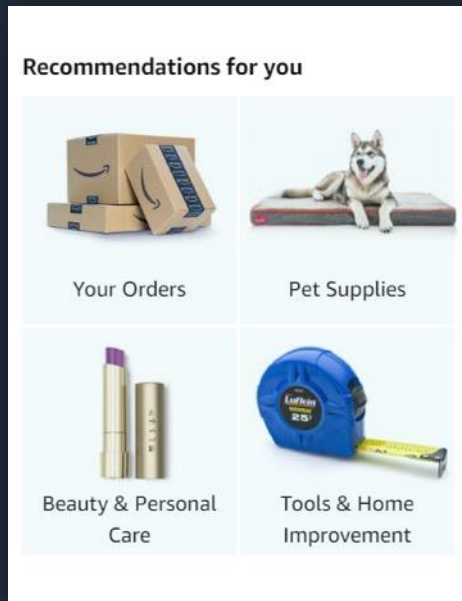 Recommendations for you
Your Orders
Pet Supplies
Beauty & Personal
Care
Lufkin
25'
Tools & Home
Improvement